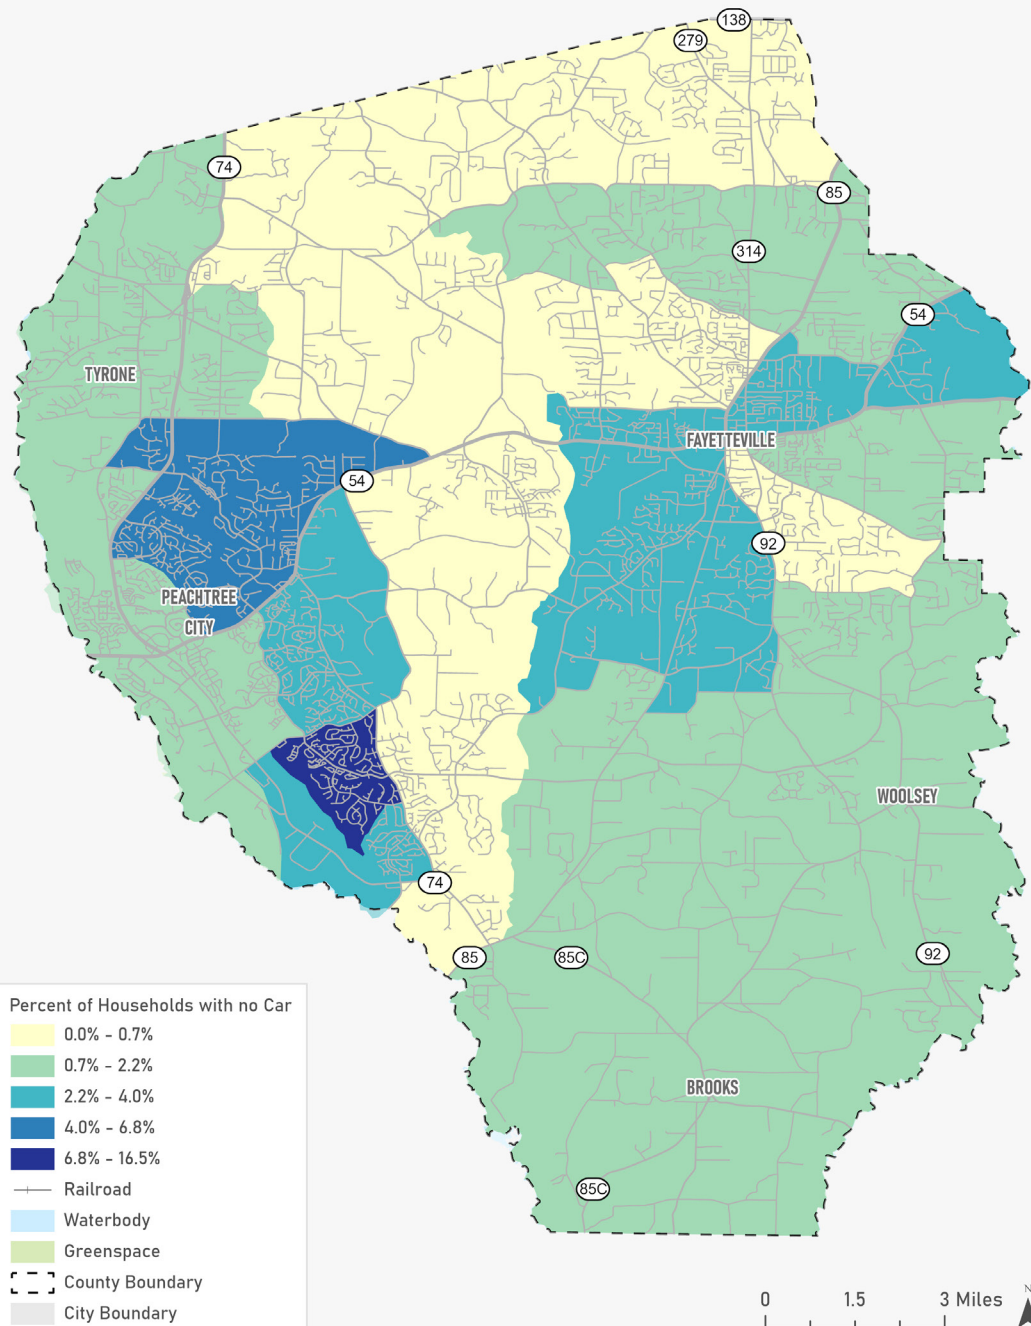 138
279
74
85
314
54
TYRONE
FAYETTEVILLE
54
92
PEACHTREE
CITY
WOOLSEY
74
85
85C
92
BROOKS
85C
Percent of Households with no Car
0.0% - 0.7%
0.7% - 2.2%
2.2% - 4.0%
4.0% - 6.8%
6.8% - 16.5%
Railroad
Waterbody
Greenspace
County Boundary
City Boundary
0 1.5 3 Miles
N